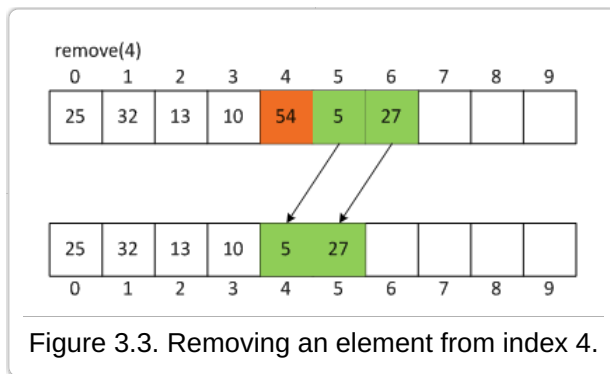 remove(4)
0 1 2 3 4 5 6 7 8 9
25 32 13 10 54 5 27
25 32 13 10 5 27
0 1 2 3 4 5 6 7 8 9
Figure 3.3. Removing an element from index 4.